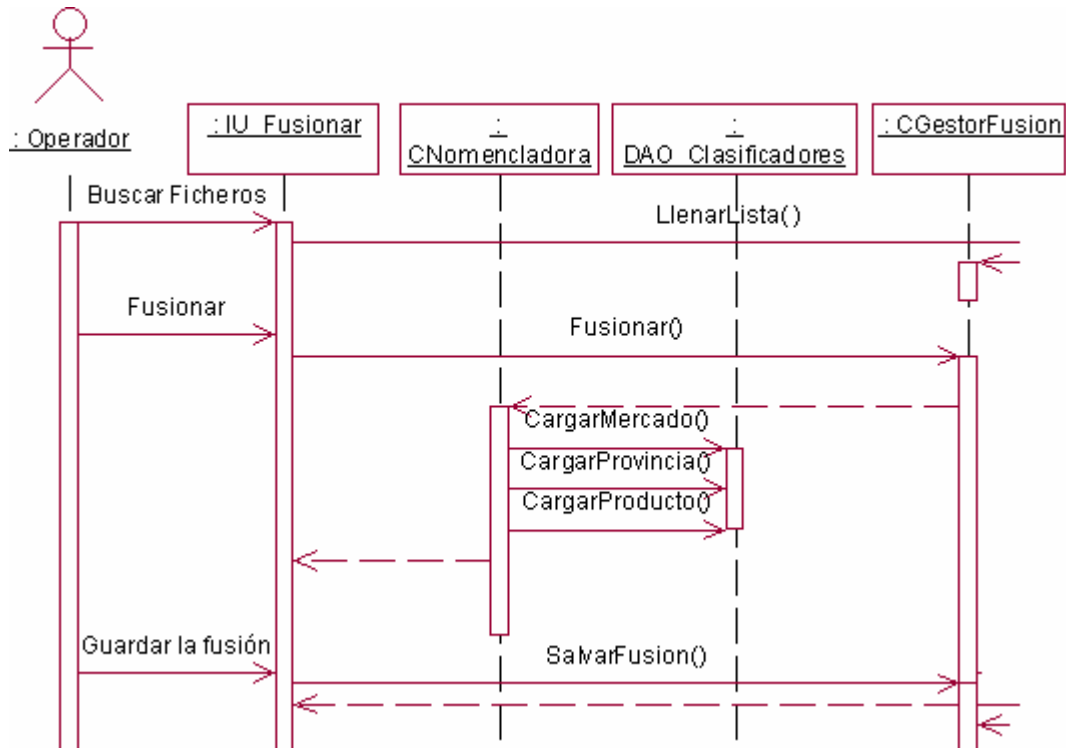 : Operador
: IU_Fusionar
:
CNomencladora
:
DAO_Clasificadores
: CGestorFusion
Buscar Ficheros
LlenarLista()
Fusionar
Fusionar()
CargarMercado()
CargarProvincia()
CargarProducto()
Guardar la fusión
SalvarFusion()